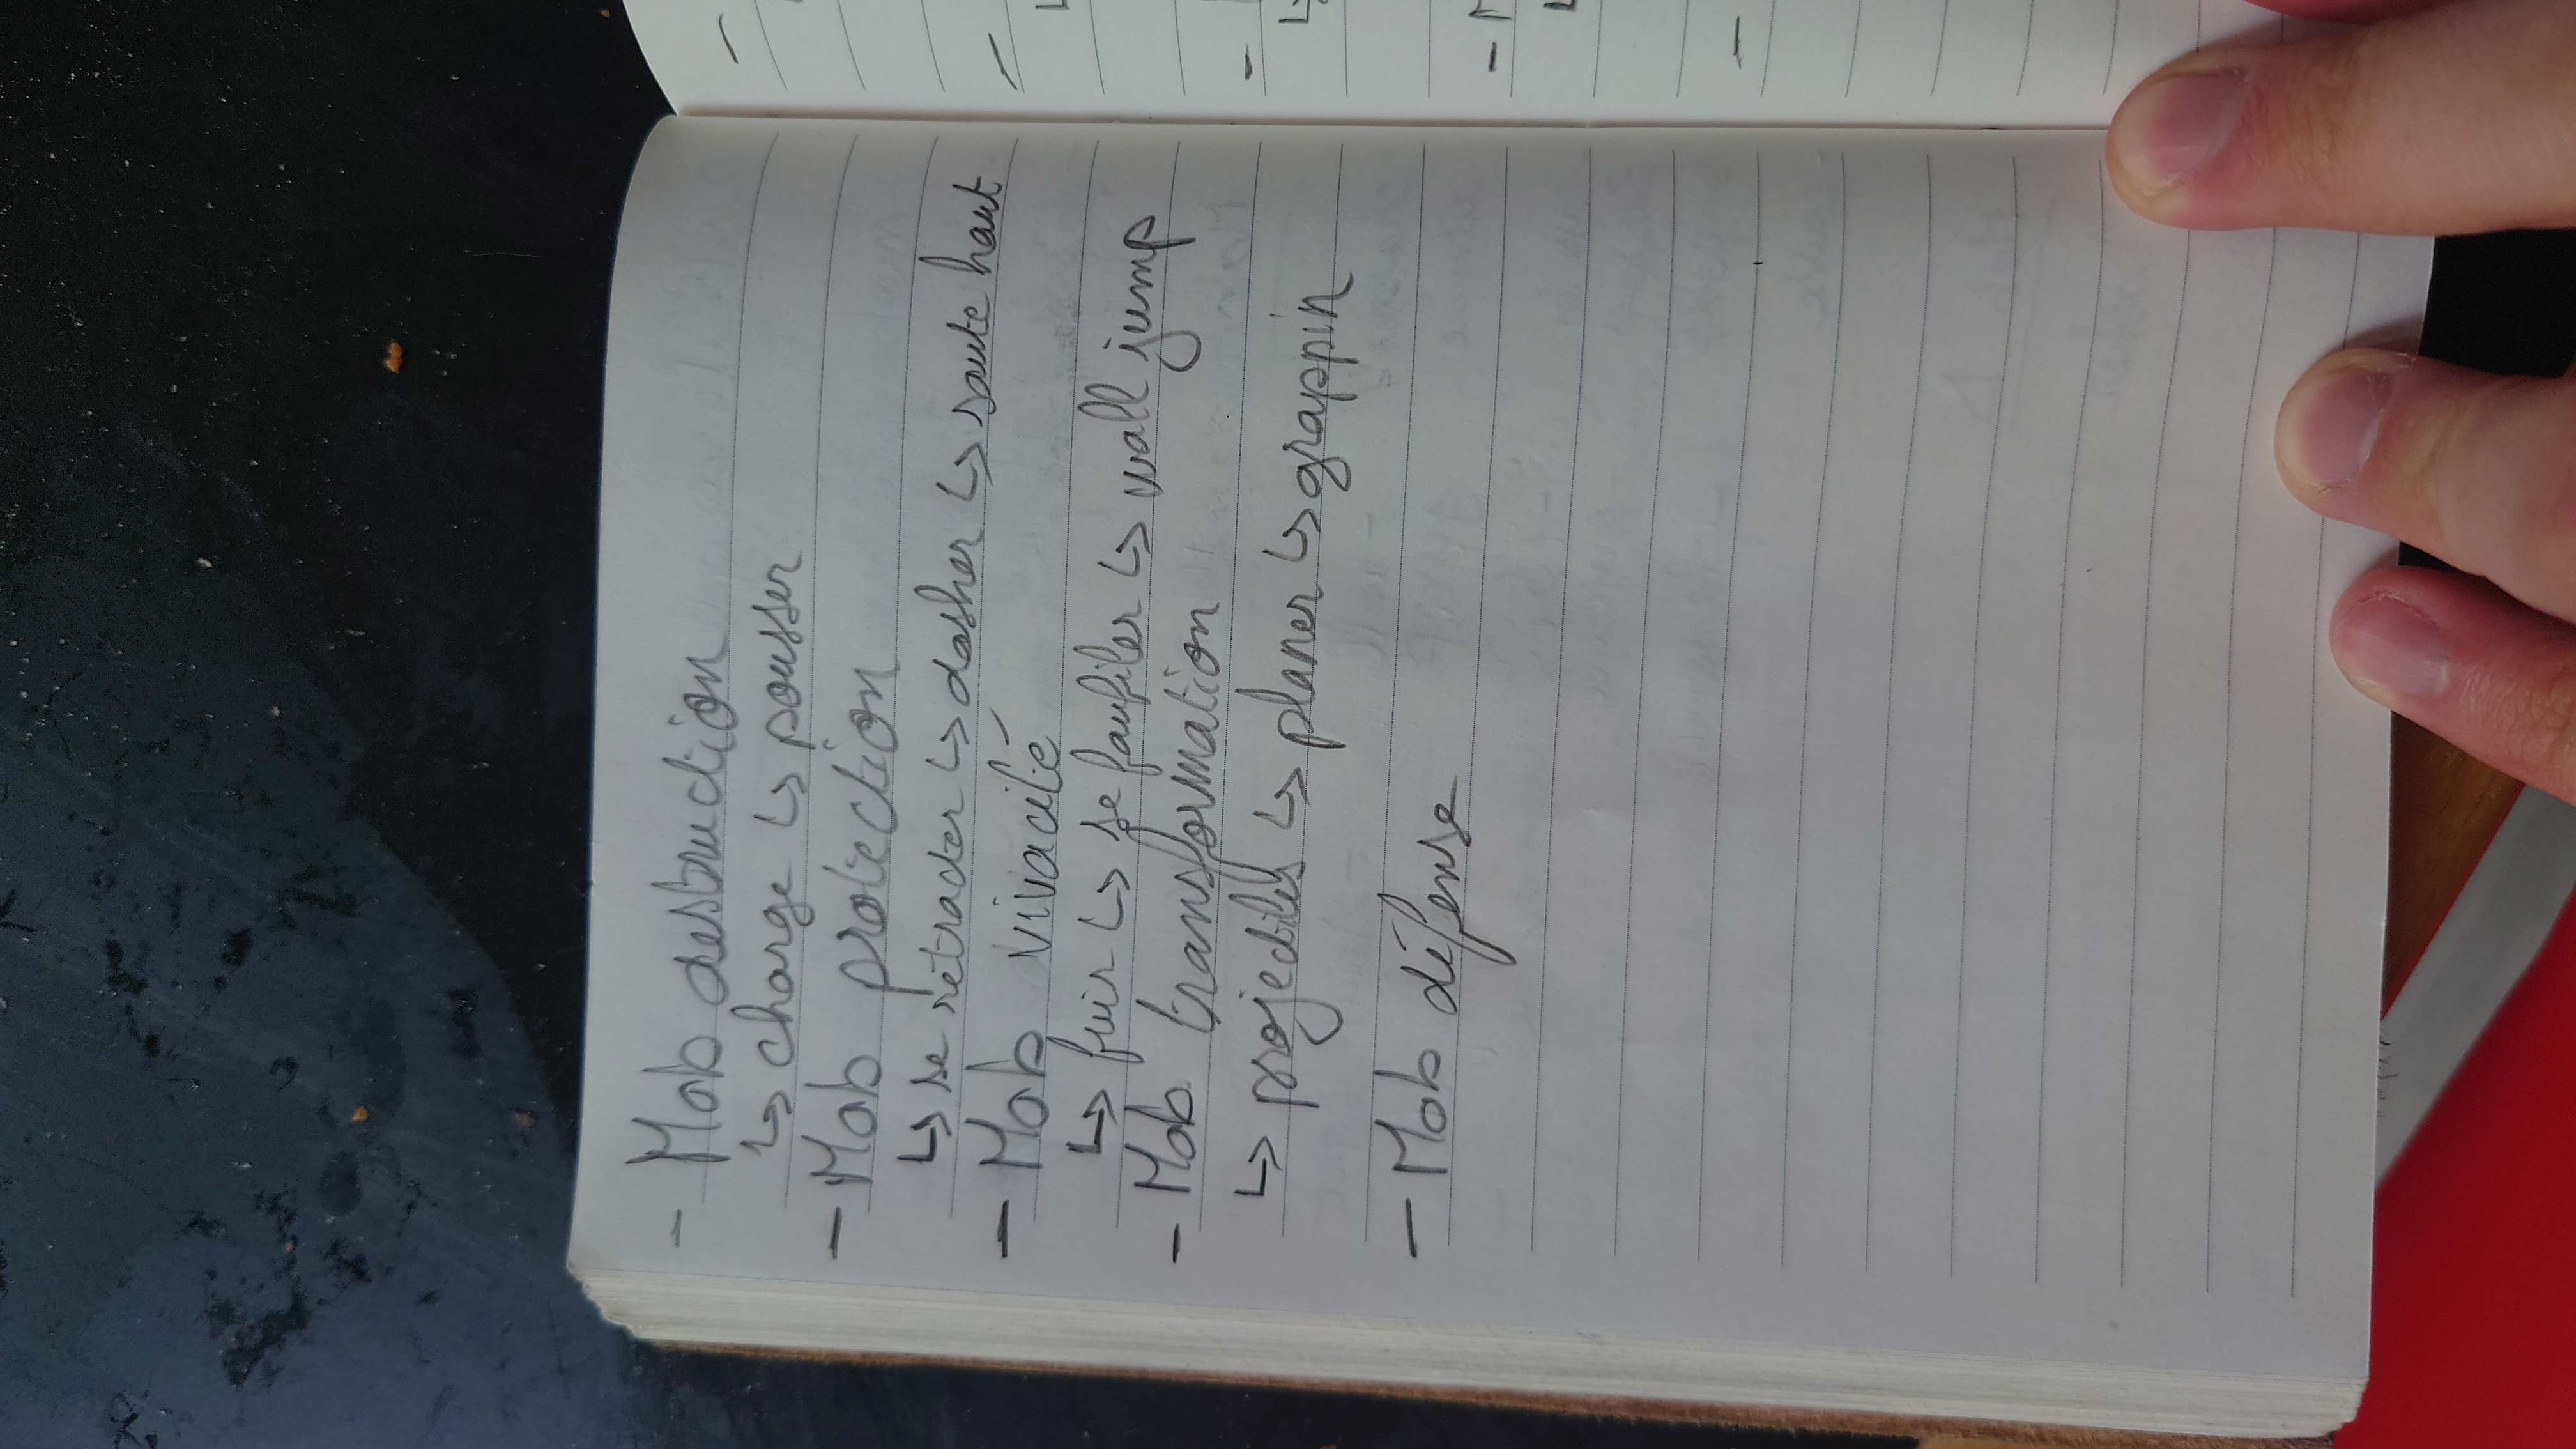 - Mob destruction
↳ charge ↳ pousser
- Mob protection
↳ se rétracter ↳ dasher ↳ saute haut
- Mob vivacité
↳ fuir ↳ se faufiler ↳ wall jump
- Mob transformation
↳ projectiles ↳ planer ↳ grappin
- Mob défense